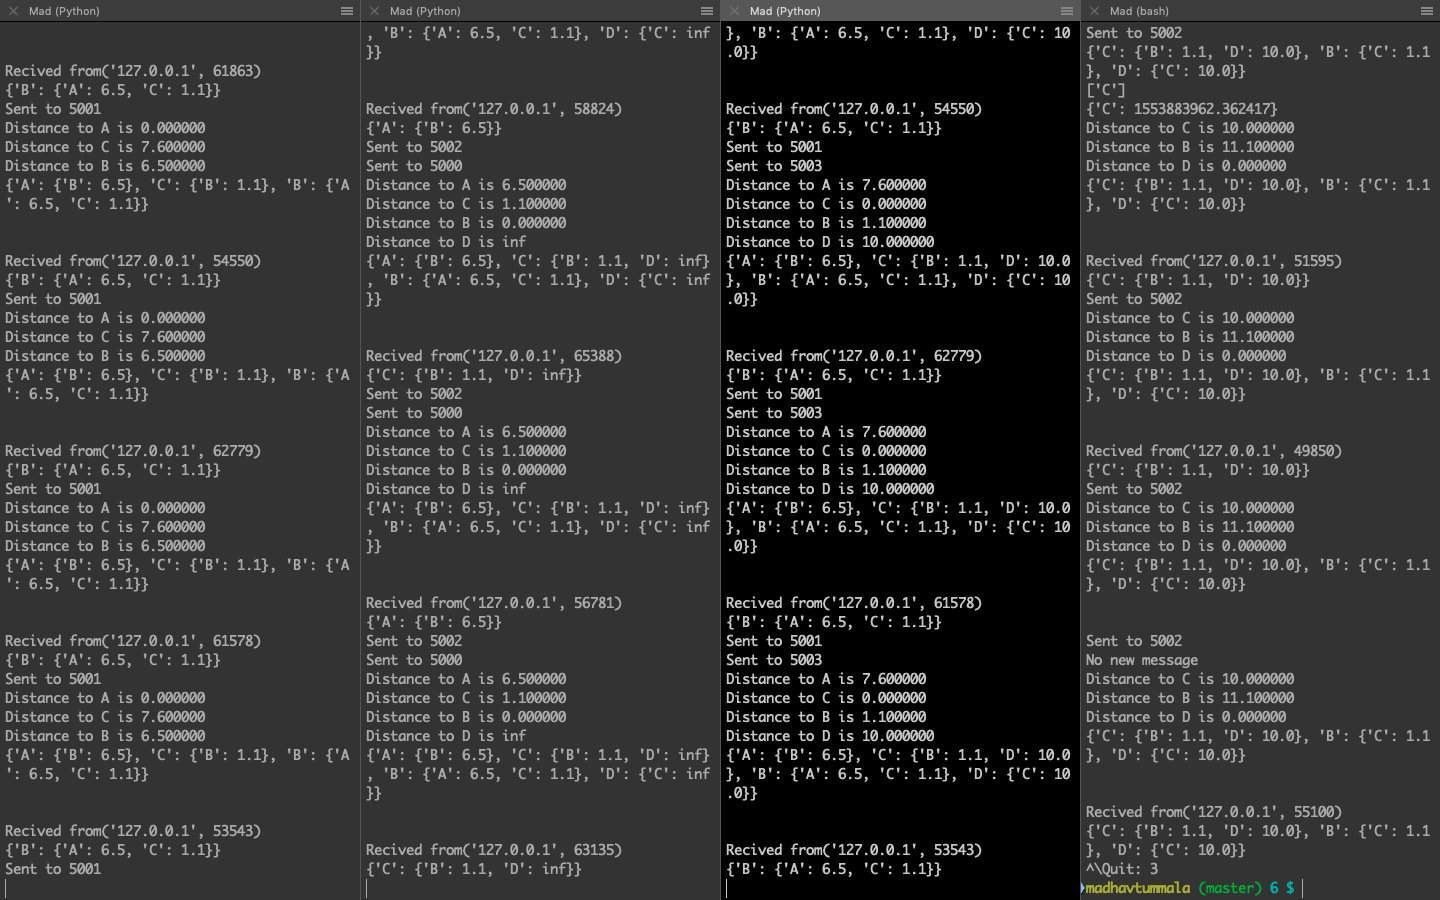 Mad (Python)
Recived from('127.0.0.1', 61863)
{'B': {'A': 6.5, 'C': 1.1}}
Sent to 5001
Distance to A is 0.000000
Distance to C is 7.600000
Distance to B is 6.500000
{'A': {'B': 6.5}, 'C': {'B': 1.1}, 'B': {'A
': 6.5, 'C': 1.1}}
Recived from('127.0.0.1', 54550)
{'B': {'A': 6.5, 'C': 1.1}}
Sent to 5001
Distance to A is 0.000000
Distance to C is 7.600000
Distance to B is 6.500000
{'A': {'B': 6.5}, 'C': {'B': 1.1}, 'B': {'A
': 6.5, 'C': 1.1}}
Recived from('127.0.0.1', 62779)
{'B': {'A': 6.5, 'C': 1.1}}
Sent to 5001
Distance to A is 0.000000
Distance to C is 7.600000
Distance to B is 6.500000
{'A': {'B': 6.5}, 'C': {'B': 1.1}, 'B': {'A
': 6.5, 'C': 1.1}}
Recived from('127.0.0.1', 61578)
{'B': {'A': 6.5, 'C': 1.1}}
Sent to 5001
Distance to A is 0.000000
Distance to C is 7.600000
Distance to B is 6.500000
{'A': {'B': 6.5}, 'C': {'B': 1.1}, 'B': {'A
': 6.5, 'C': 1.1}}
Recived from('127.0.0.1', 53543)
{'B': {'A': 6.5, 'C': 1.1}}
Sent to 5001
Mad (Python)
, 'B': {'A': 6.5, 'C': 1.1}, 'D': {'C': inf
}}
Recived from('127.0.0.1', 58824)
{'A': {'B': 6.5}}
Sent to 5002
Sent to 5000
Distance to A is 6.500000
Distance to C is 1.100000
Distance to B is 0.000000
Distance to D is inf
{'A': {'B': 6.5}, 'C': {'B': 1.1, 'D': inf}
, 'B': {'A': 6.5, 'C': 1.1}, 'D': {'C': inf
}}
Recived from('127.0.0.1', 65388)
{'C': {'B': 1.1, 'D': inf}}
Sent to 5002
Sent to 5000
Distance to A is 6.500000
Distance to C is 1.100000
Distance to B is 0.000000
Distance to D is inf
{'A': {'B': 6.5}, 'C': {'B': 1.1, 'D': inf}
, 'B': {'A': 6.5, 'C': 1.1}, 'D': {'C': inf
}}
Recived from('127.0.0.1', 56781)
{'A': {'B': 6.5}}
Sent to 5002
Sent to 5000
Distance to A is 6.500000
Distance to C is 1.100000
Distance to B is 0.000000
Distance to D is inf
{'A': {'B': 6.5}, 'C': {'B': 1.1, 'D': inf}
, 'B': {'A': 6.5, 'C': 1.1}, 'D': {'C': inf
}}
Recived from('127.0.0.1', 63135)
{'C': {'B': 1.1, 'D': inf}}
Mad (Python)
}, 'B': {'A': 6.5, 'C': 1.1}, 'D': {'C': 10
.0}}
Recived from('127.0.0.1', 54550)
{'B': {'A': 6.5, 'C': 1.1}}
Sent to 5001
Sent to 5003
Distance to A is 7.600000
Distance to C is 0.000000
Distance to B is 1.100000
Distance to D is 10.000000
{'A': {'B': 6.5}, 'C': {'B': 1.1, 'D': 10.0
}, 'B': {'A': 6.5, 'C': 1.1}, 'D': {'C': 10
.0}}
Recived from('127.0.0.1', 62779)
{'B': {'A': 6.5, 'C': 1.1}}
Sent to 5001
Sent to 5003
Distance to A is 7.600000
Distance to C is 0.000000
Distance to B is 1.100000
Distance to D is 10.000000
{'A': {'B': 6.5}, 'C': {'B': 1.1, 'D': 10.0
}, 'B': {'A': 6.5, 'C': 1.1}, 'D': {'C': 10
.0}}
Recived from('127.0.0.1', 61578)
{'B': {'A': 6.5, 'C': 1.1}}
Sent to 5001
Sent to 5003
Distance to A is 7.600000
Distance to C is 0.000000
Distance to B is 1.100000
Distance to D is 10.000000
{'A': {'B': 6.5}, 'C': {'B': 1.1, 'D': 10.0
}, 'B': {'A': 6.5, 'C': 1.1}, 'D': {'C': 10
.0}}
Recived from('127.0.0.1', 53543)
{'B': {'A': 6.5, 'C': 1.1}}
Mad (bash)
Sent to 5002
{'C': {'B': 1.1, 'D': 10.0}, 'B': {'C': 1.1
}, 'D': {'C': 10.0}}
['C']
{'C': 1553883962.362417}
Distance to C is 10.000000
Distance to B is 11.100000
Distance to D is 0.000000
{'C': {'B': 1.1, 'D': 10.0}, 'B': {'C': 1.1
}, 'D': {'C': 10.0}}
Recived from('127.0.0.1', 51595)
{'C': {'B': 1.1, 'D': 10.0}}
Sent to 5002
Distance to C is 10.000000
Distance to B is 11.100000
Distance to D is 0.000000
{'C': {'B': 1.1, 'D': 10.0}, 'B': {'C': 1.1
}, 'D': {'C': 10.0}}
Recived from('127.0.0.1', 49850)
{'C': {'B': 1.1, 'D': 10.0}}
Sent to 5002
Distance to C is 10.000000
Distance to B is 11.100000
Distance to D is 0.000000
{'C': {'B': 1.1, 'D': 10.0}, 'B': {'C': 1.1
}, 'D': {'C': 10.0}}
Sent to 5002
No new message
Distance to C is 10.000000
Distance to B is 11.100000
Distance to D is 0.000000
{'C': {'B': 1.1, 'D': 10.0}, 'B': {'C': 1.1
}, 'D': {'C': 10.0}}
Recived from('127.0.0.1', 55100)
{'C': {'B': 1.1, 'D': 10.0}, 'B': {'C': 1.1
}, 'D': {'C': 10.0}}
^\Quit: 3
madhavtummala (master) 6 $